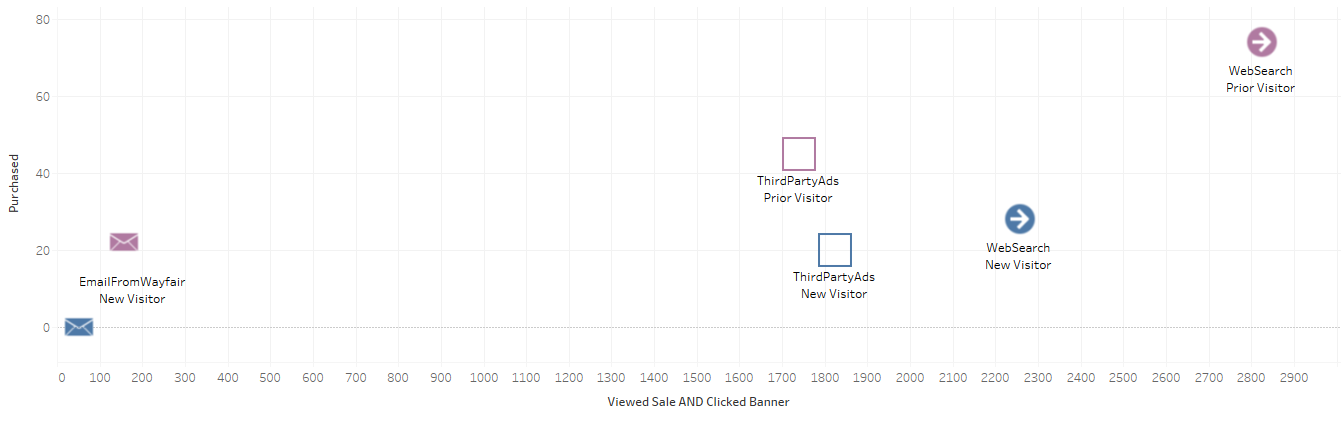 80
WebSearch
Prior Visitor
60
Purchased
40
ThirdPartyAds
Prior Visitor
WebSearch
New Visitor
20
ThirdPartyAds
New Visitor
EmailFromWayfair
New Visitor
0
0 100 200 300 400 500 600 700 800 900 1000 1100 1200 1300 1400 1500 1600 1700 1800 1900 2000 2100 2200 2300 2400 2500 2600 2700 2800 2900
Viewed Sale AND Clicked Banner